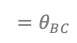 = θ_BC